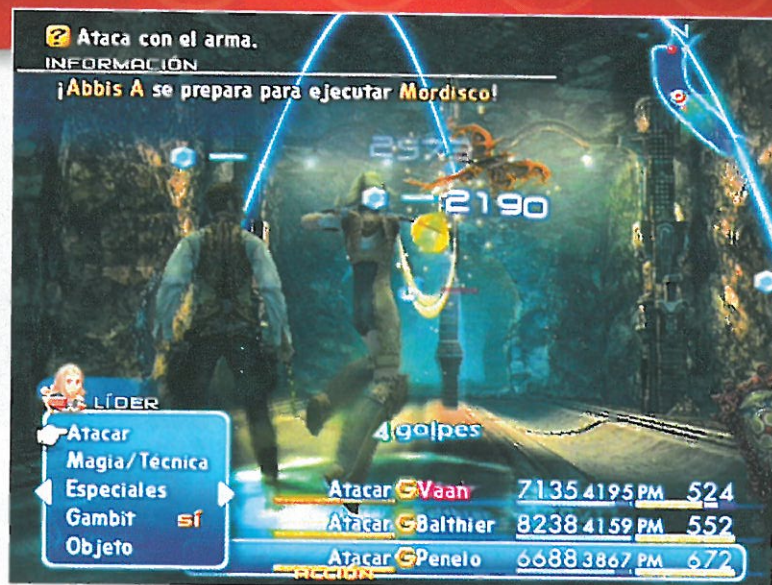 ? Ataca con el arma.
INFORMACIÓN
¡Abbis A se prepara para ejecutar Mordisco!
N
2190
LÍDER
Atacar
Magia/Técnica
Especiales
Gambit sí
Objeto
4 golpes
Atacar G Vaan 7135 4195 PM 524
Atacar G Balthier 8238 4159 PM 552
Atacar G Penelo 6688 3867 PM 672
ACCIÓN